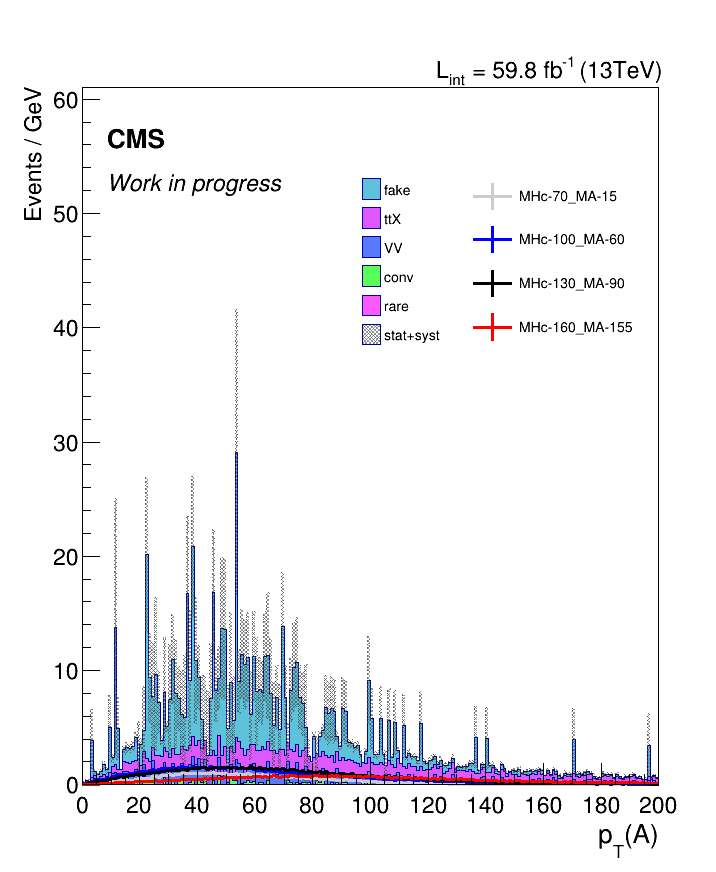 L_int = 59.8 fb^-1 (13TeV)
Events / GeV
CMS
Work in progress
fake
ttX
VV
conv
rare
stat+syst
MHc-70_MA-15
MHc-100_MA-60
MHc-130_MA-90
MHc-160_MA-155
60
50
40
30
20
10
0
0 20 40 60 80 100 120 140 160 180 200
p_T(A)